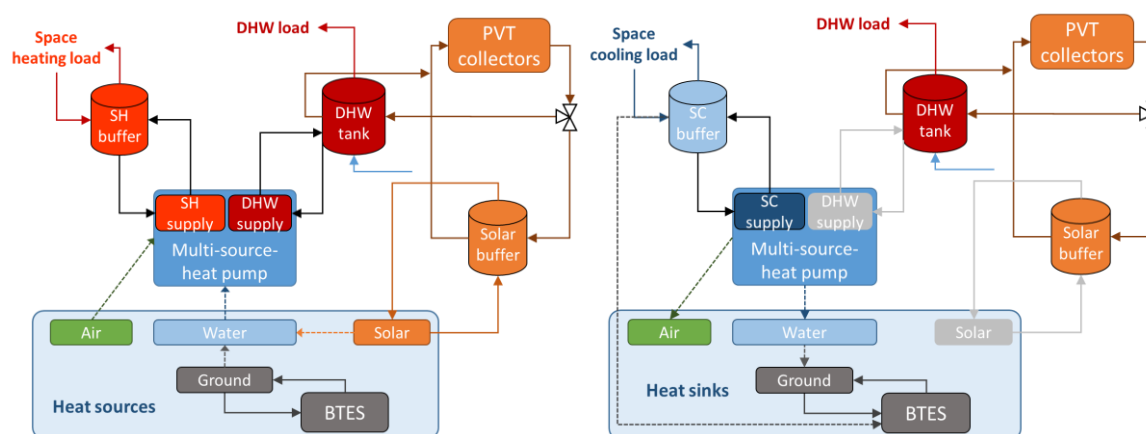 DHW load
PVT
collectors
Space
heating load
SH
buffer
DHW
tank
SH
supply
DHW
supply
Solar
buffer
Multi-source-
heat pump
Air
Water
Solar
Ground
BTES
Heat sources
DHW load
PVT
collectors
Space
cooling load
SC
buffer
DHW
tank
SC
supply
DHW
supply
Solar
buffer
Multi-source-
heat pump
Air
Water
Solar
Ground
BTES
Heat sinks